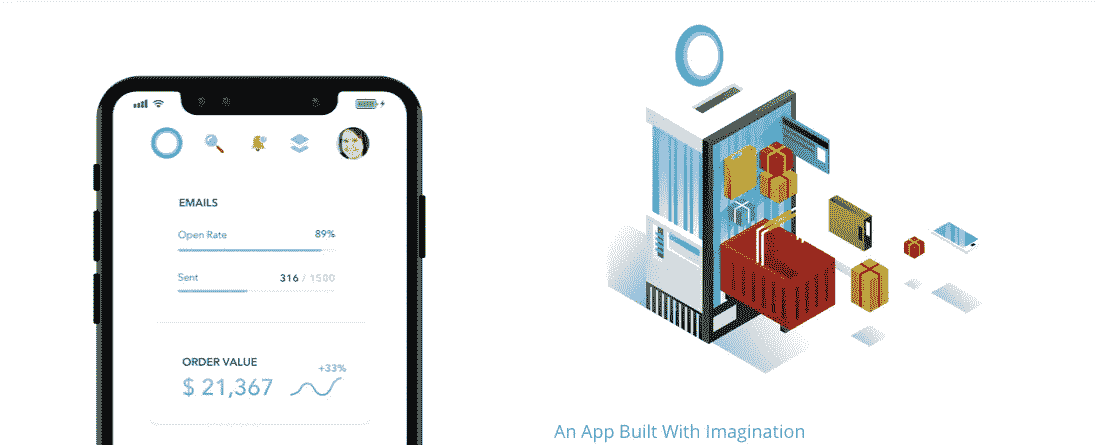 EMAILS
Open Rate 89%
Sent 316 / 1500
ORDER VALUE
+33%
$ 21,367
An App Built With Imagination